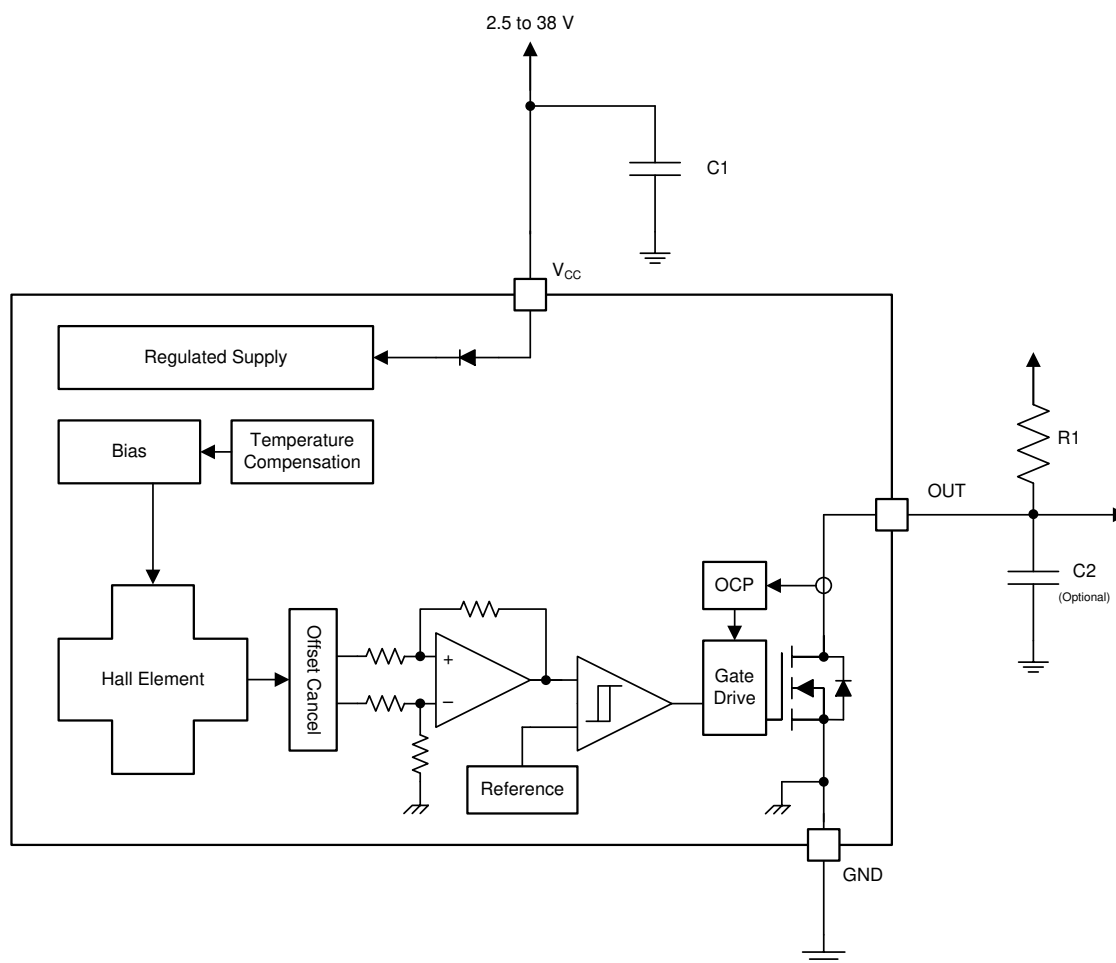 2.5 to 38 V
C1
VCC
Regulated Supply
Bias
Temperature
Compensation
R1
OUT
C2
(Optional)
OCP
Hall Element
Offset Cancel
+
–
Gate
Drive
Reference
GND